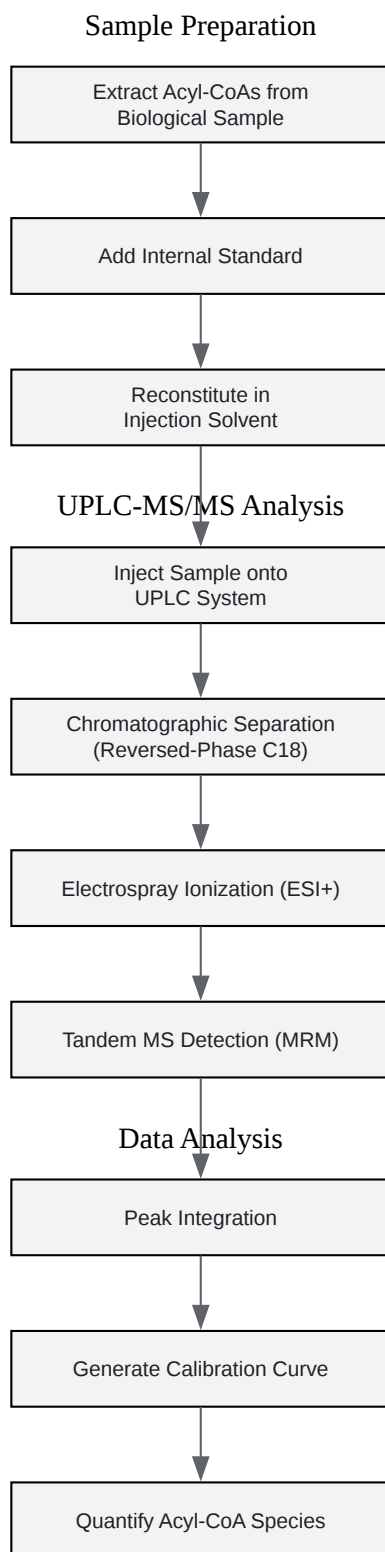 Sample Preparation
Extract Acyl-CoAs from
Biological Sample
Add Internal Standard
Reconstitute in
Injection Solvent
UPLC-MS/MS Analysis
Inject Sample onto
UPLC System
Chromatographic Separation
(Reversed-Phase C18)
Electrospray Ionization (ESI+)
Tandem MS Detection (MRM)
Data Analysis
Peak Integration
Generate Calibration Curve
Quantify Acyl-CoA Species